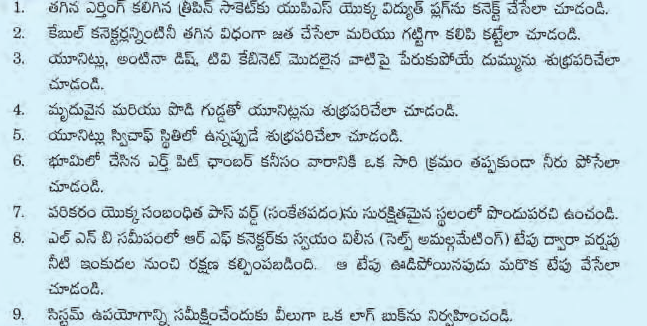 1. తగిన ఎర్తింగ్ కలిగిన త్రిపిన్ సాకెట్‌కు యుపిఎస్ యొక్క విద్యుత్ ప్లగ్‌ను కనెక్ట్ చేసేలా చూడండి.
2. కేబుల్ కనెక్టర్లన్నింటినీ తగిన విధంగా జత చేసేలా మరియు గట్టిగా కలిపి కట్టేలా చూడండి.
3. యూనిట్లు, అంటినా డిష్, టివి కేబినెట్ మొదలైన వాటిపై పేరుకుపోయే దుమ్మును శుభ్రపరిచేలా
చూడండి.
4. మృదువైన మరియు పొడి గుడ్డతో యూనిట్లను శుభ్రపరిచేలా చూడండి.
5. యూనిట్లు స్విచాఫ్ స్థితిలో ఉన్నప్పుడే శుభ్రపరిచేలా చూడండి.
6. భూమిలో చేసిన ఎర్త్ పిట్ ఛాంబర్ కనీసం వారానికి ఒక సారి క్రమం తప్పకుండా నీరు పోసేలా
చూడండి.
7. పరికరం యొక్క సంబంధిత పాస్ వర్డ్ (సంకేతపదం)ను సురక్షితమైన స్థలంలో పొందుపరచి ఉంచండి.
8. ఎల్ ఎన్ బి సమీపంలో ఆర్ ఎఫ్ కనెక్టర్‌కు స్వయం విలీన (సెల్ఫ్ అమల్గమేటింగ్) టేపు ద్వారా వర్షపు
నీటి ఇంకుదల నుంచి రక్షణ కల్పింపబడింది. ఆ టేపు ఊడిపోయినపుడు మరొక టేపు వేసేలా
చూడండి.
9. సిస్టమ్ ఉపయోగాన్ని సమీక్షించేందుకు వీలుగా ఒక లాగ్ బుక్‌ను నిర్వహించండి.